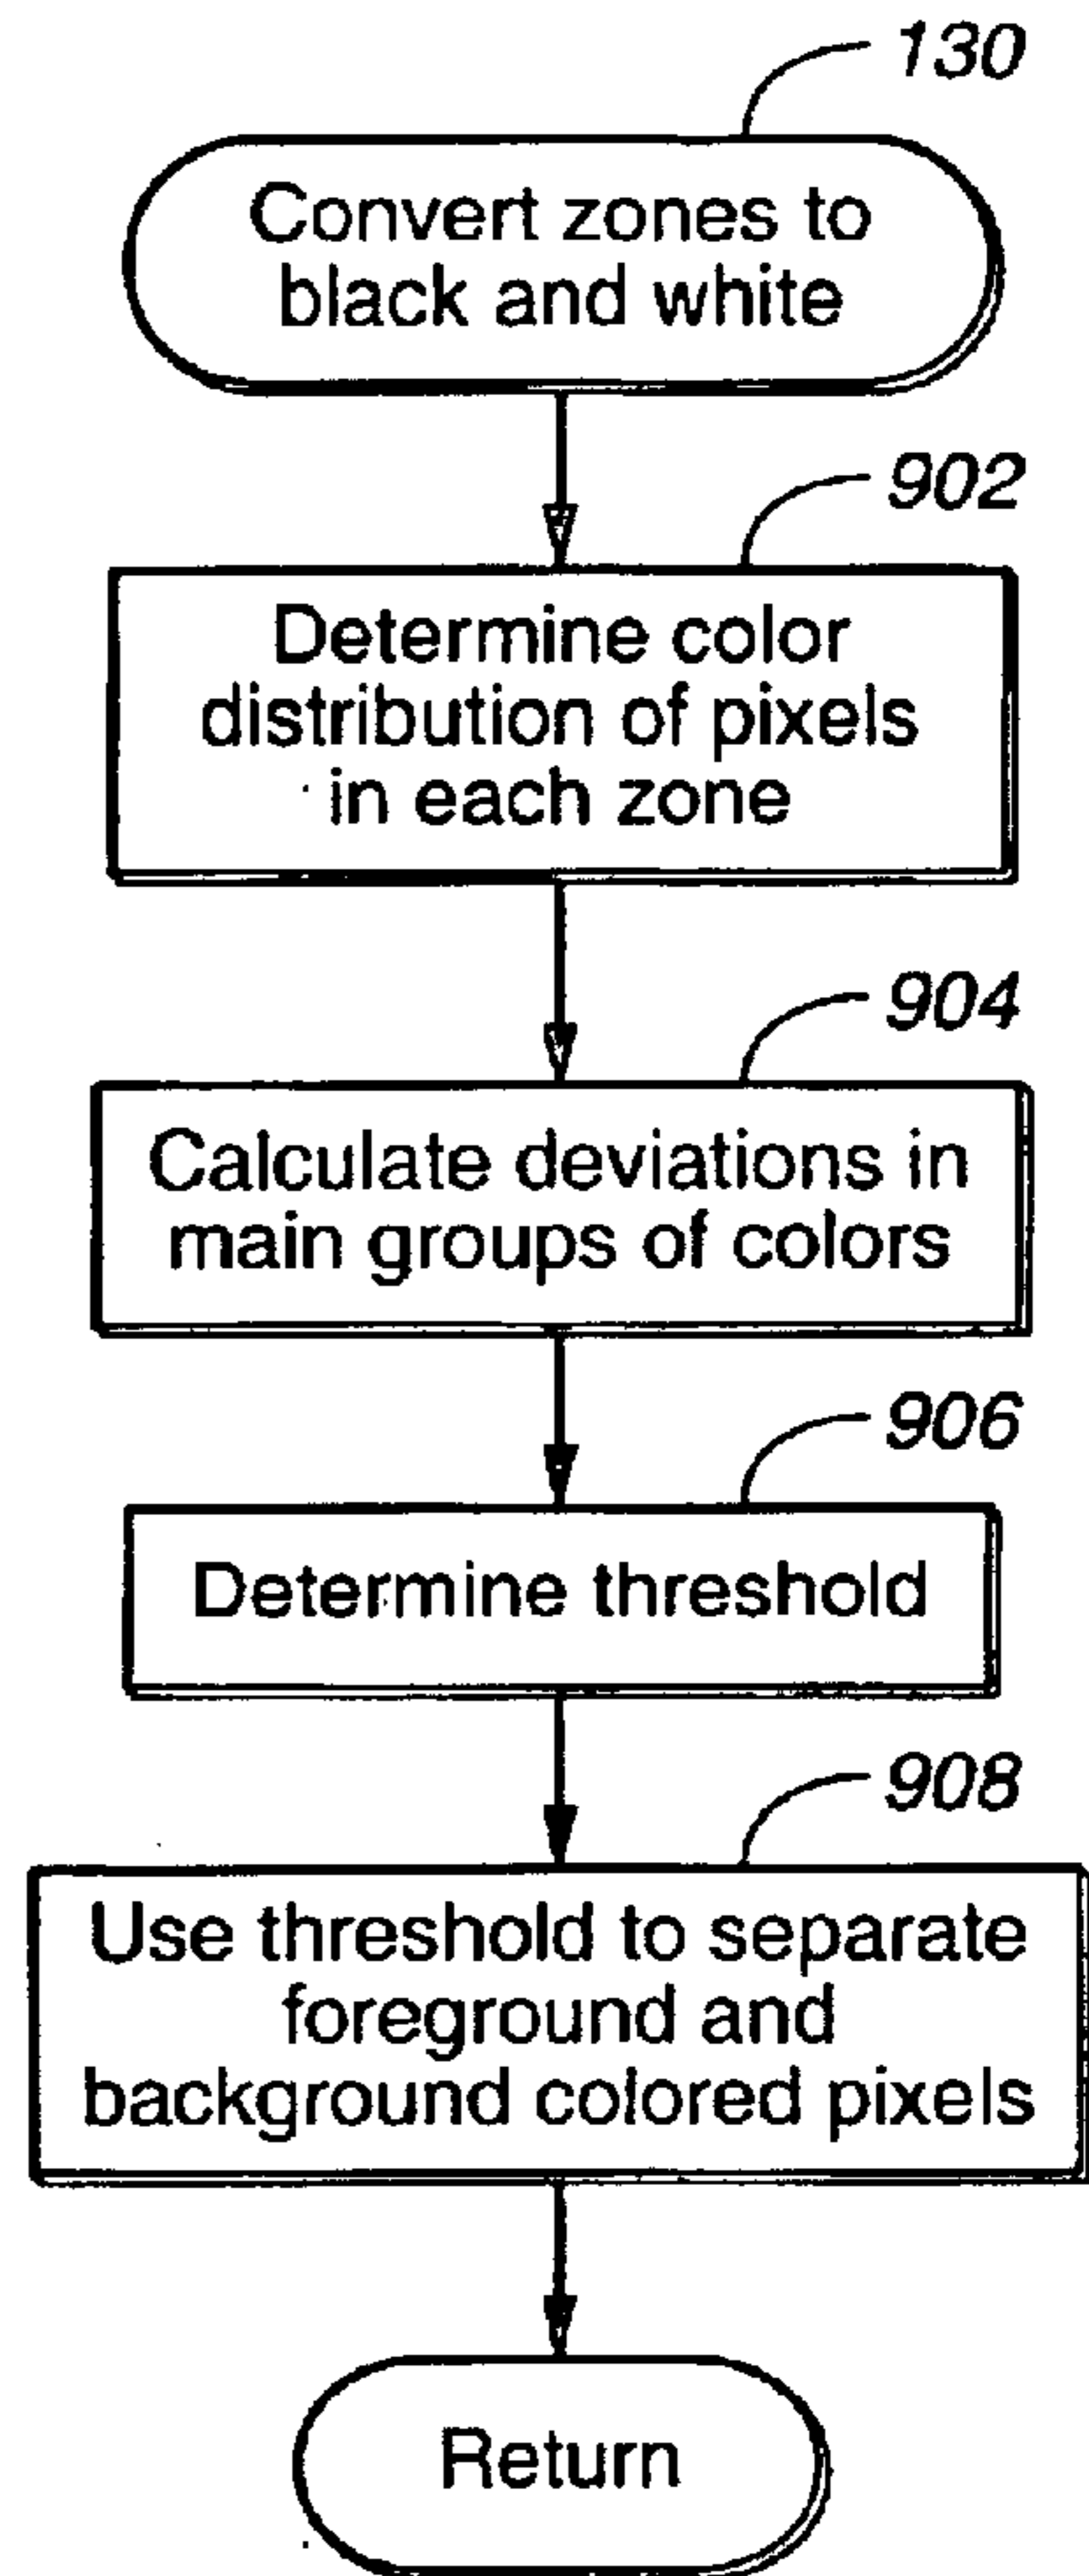 130
Convert zones to
black and white
902
Determine color
distribution of pixels
in each zone
904
Calculate deviations in
main groups of colors
906
Determine threshold
908
Use threshold to separate
foreground and
background colored pixels
Return